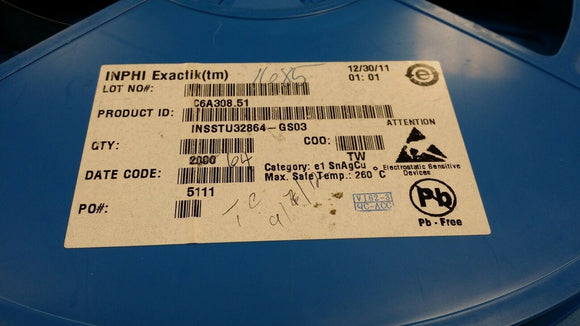 INPHI Exactik(tm)
12/30/11
01:01
e
LOT NO#:
1685
C6A308.51
PRODUCT ID:
INSSTU32864-GS03
ATTENTION
QTY:
2000
64
COO:
TW
Category: e1 SnAgCu
Max. Safe Temp.: 260°C
Electrostatic Sensitive
Devices
DATE CODE:
5111
PO#:
Pb
Pb - Free